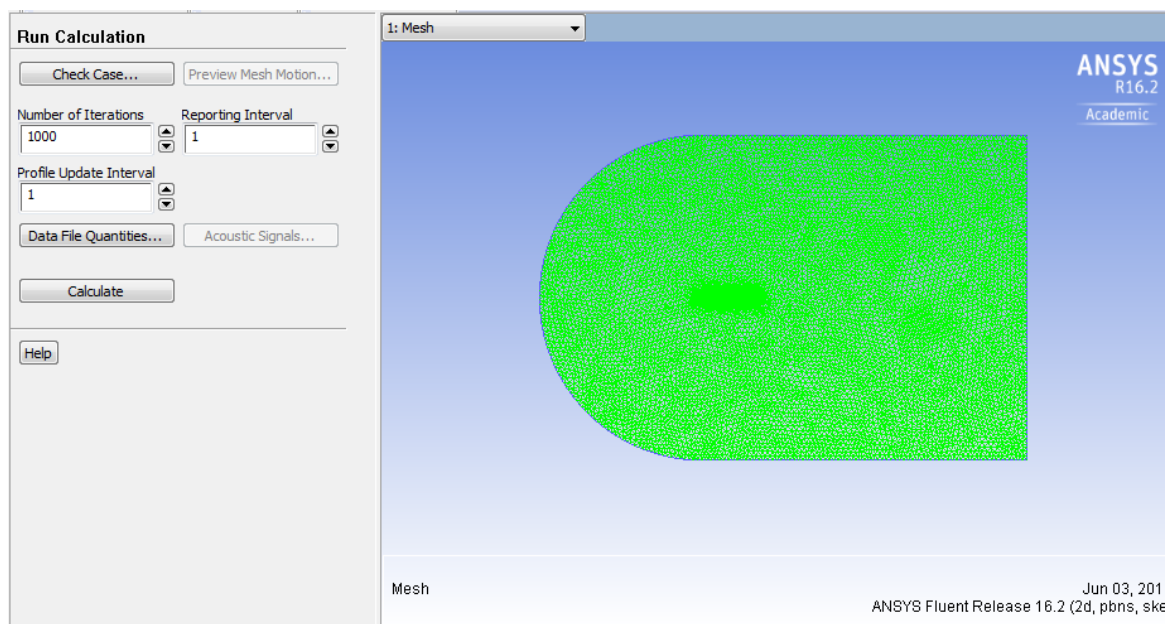 Run Calculation
Check Case... Preview Mesh Motion...
Number of Iterations Reporting Interval
1000 1
Profile Update Interval
1
Data File Quantities... Acoustic Signals...
Calculate
Help
1: Mesh
ANSYS
R16.2
Academic
Mesh
Jun 03, 201
ANSYS Fluent Release 16.2 (2d, pbns, ske